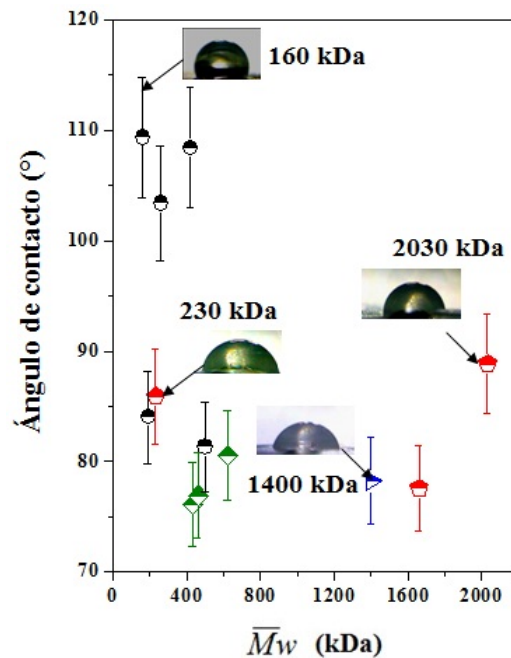 120
160 kDa
110
Ángulo de contacto (°)
100
2030 kDa
230 kDa
90
80
1400 kDa
70
0 400 800 1200 1600 2000
M̅w (kDa)